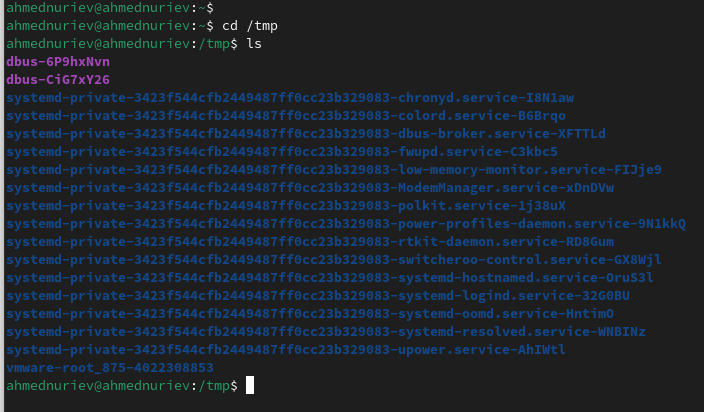 ahmednuriev@ahmednuriev:~$
ahmednuriev@ahmednuriev:~$ cd /tmp
ahmednuriev@ahmednuriev:/tmp$ ls
dbus-6P9hxNvn
dbus-CiG7xY26
systemd-private-3423f544cfb2449487ff0cc23b329083-chronyd.service-I8N1aw
systemd-private-3423f544cfb2449487ff0cc23b329083-colord.service-B6Brqo
systemd-private-3423f544cfb2449487ff0cc23b329083-dbus-broker.service-XFTTLd
systemd-private-3423f544cfb2449487ff0cc23b329083-fwupd.service-C3kbc5
systemd-private-3423f544cfb2449487ff0cc23b329083-low-memory-monitor.service-FIJje9
systemd-private-3423f544cfb2449487ff0cc23b329083-ModemManager.service-xDnDVw
systemd-private-3423f544cfb2449487ff0cc23b329083-polkit.service-1j38uX
systemd-private-3423f544cfb2449487ff0cc23b329083-power-profiles-daemon.service-9N1kkQ
systemd-private-3423f544cfb2449487ff0cc23b329083-rtkit-daemon.service-RD8Gum
systemd-private-3423f544cfb2449487ff0cc23b329083-switcheroo-control.service-GX8Wjl
systemd-private-3423f544cfb2449487ff0cc23b329083-systemd-hostnamed.service-OruS3l
systemd-private-3423f544cfb2449487ff0cc23b329083-systemd-logind.service-32G0BU
systemd-private-3423f544cfb2449487ff0cc23b329083-systemd-oomd.service-HntimO
systemd-private-3423f544cfb2449487ff0cc23b329083-systemd-resolved.service-WNBINz
systemd-private-3423f544cfb2449487ff0cc23b329083-upower.service-AhIWtl
vmware-root_875-4022308853
ahmednuriev@ahmednuriev:/tmp$